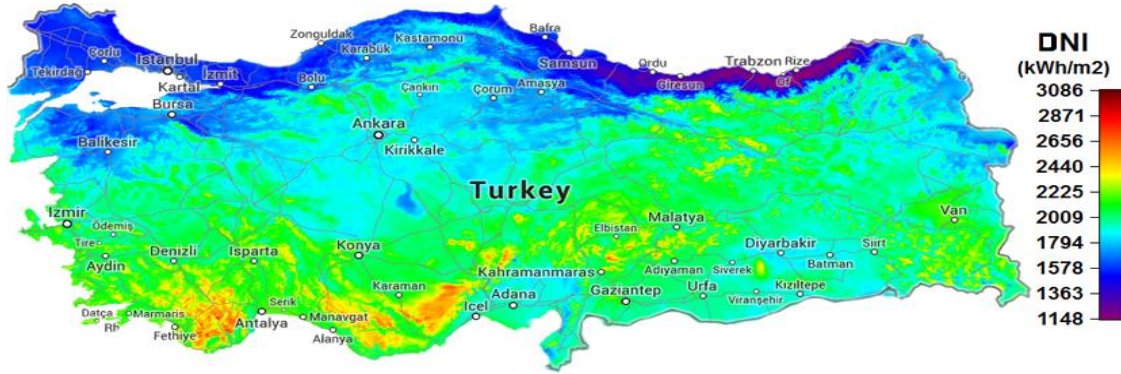 Zonguldak
Bafra
Kastamonu
Çorlu
Istanbul
Karabük
Samsun
Ordu
Trabzon
Rize
Tekirdağ
İzmit
Kartal
Bolu
Çankırı
Çorum
Amasya
Giresun
Of
Bursa
Ankara
Kirikkale
Balikesir
Turkey
Izmir
Ödemiş
Tire
Aydin
Denizli
Isparta
Konya
Elbistan
Malatya
Van
Diyarbakir
Siirt
Kahramanmaras
Adıyaman
Siverek
Batman
Karaman
Adana
Gaziantep
Urfa
Kızıltepe
Viranşehir
Datça
Marmaris
Rh
Fethiye
Serik
Antalya
Manavgat
Alanya
Icel
DNI
(kWh/m2)
3086
2871
2656
2440
2225
2009
1794
1578
1363
1148